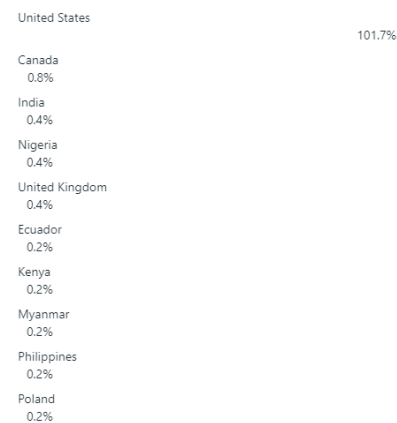 United States
101.7%
Canada
0.8%
India
0.4%
Nigeria
0.4%
United Kingdom
0.4%
Ecuador
0.2%
Kenya
0.2%
Myanmar
0.2%
Philippines
0.2%
Poland
0.2%